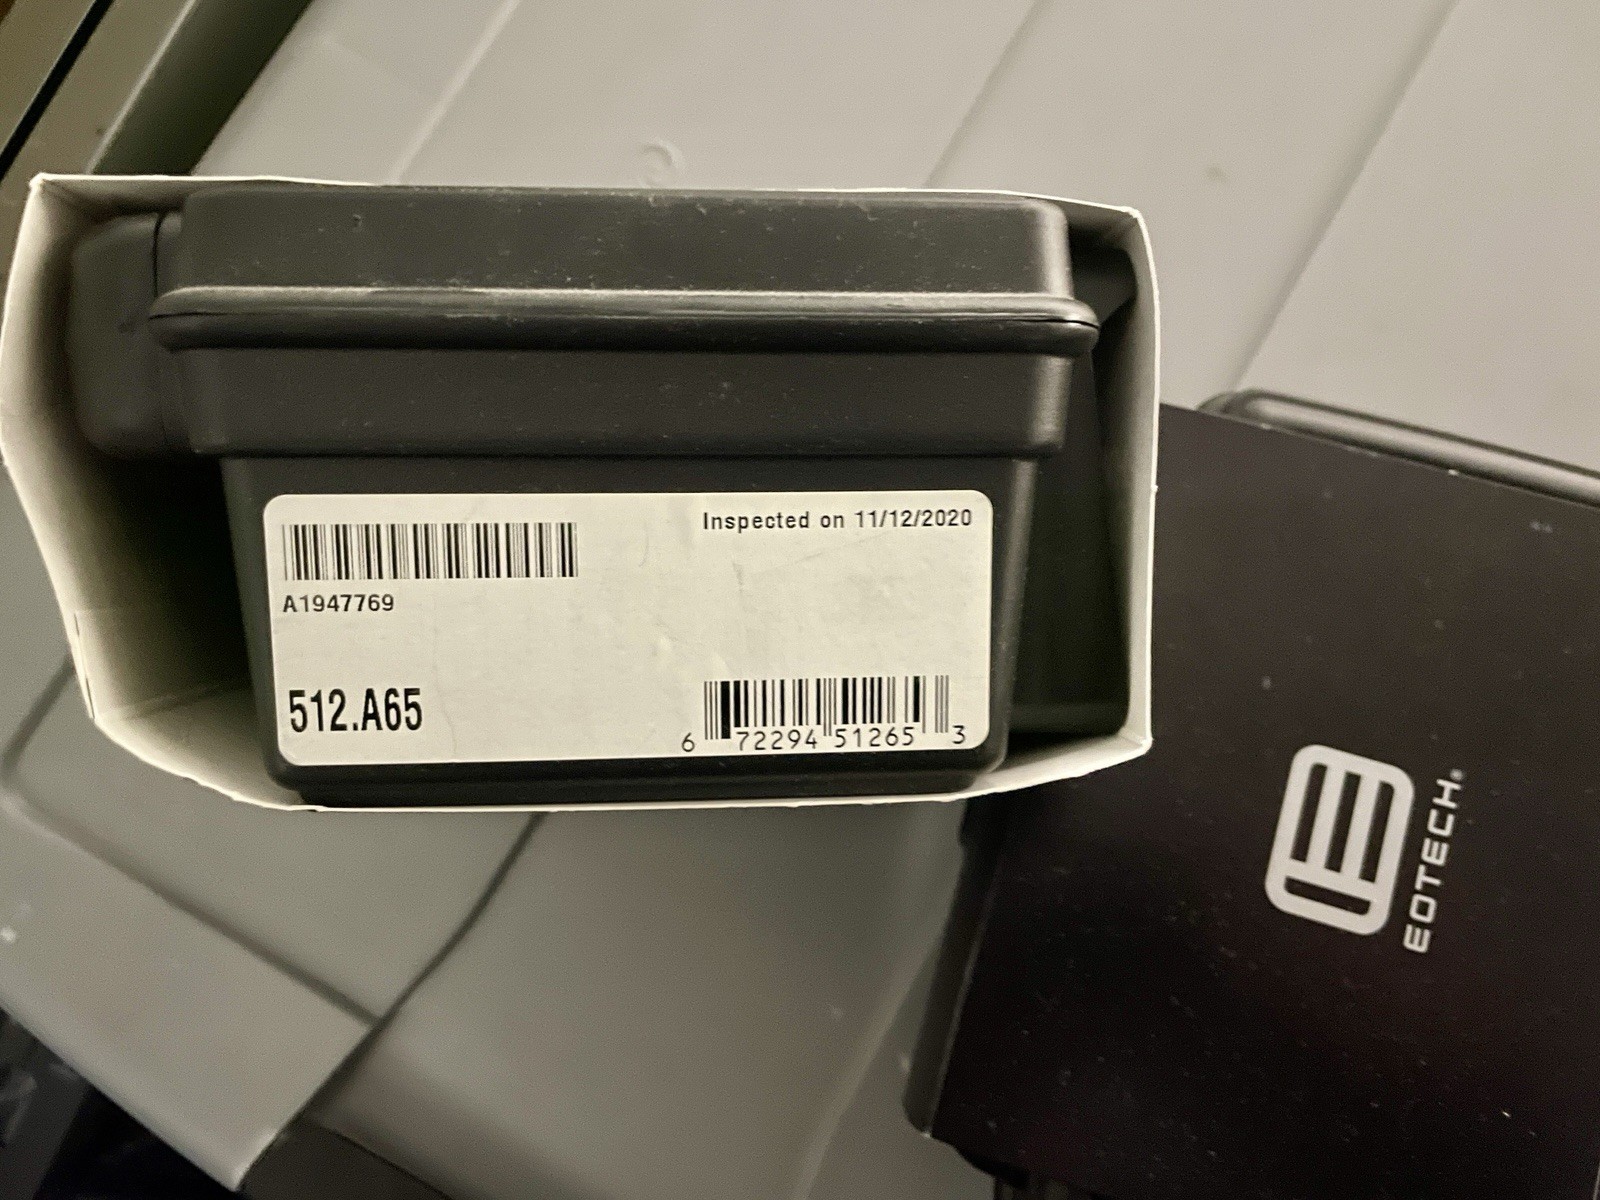 Inspected on 11/12/2020
A1947769
512.A65
6 72294 51265 3
EOTECH®